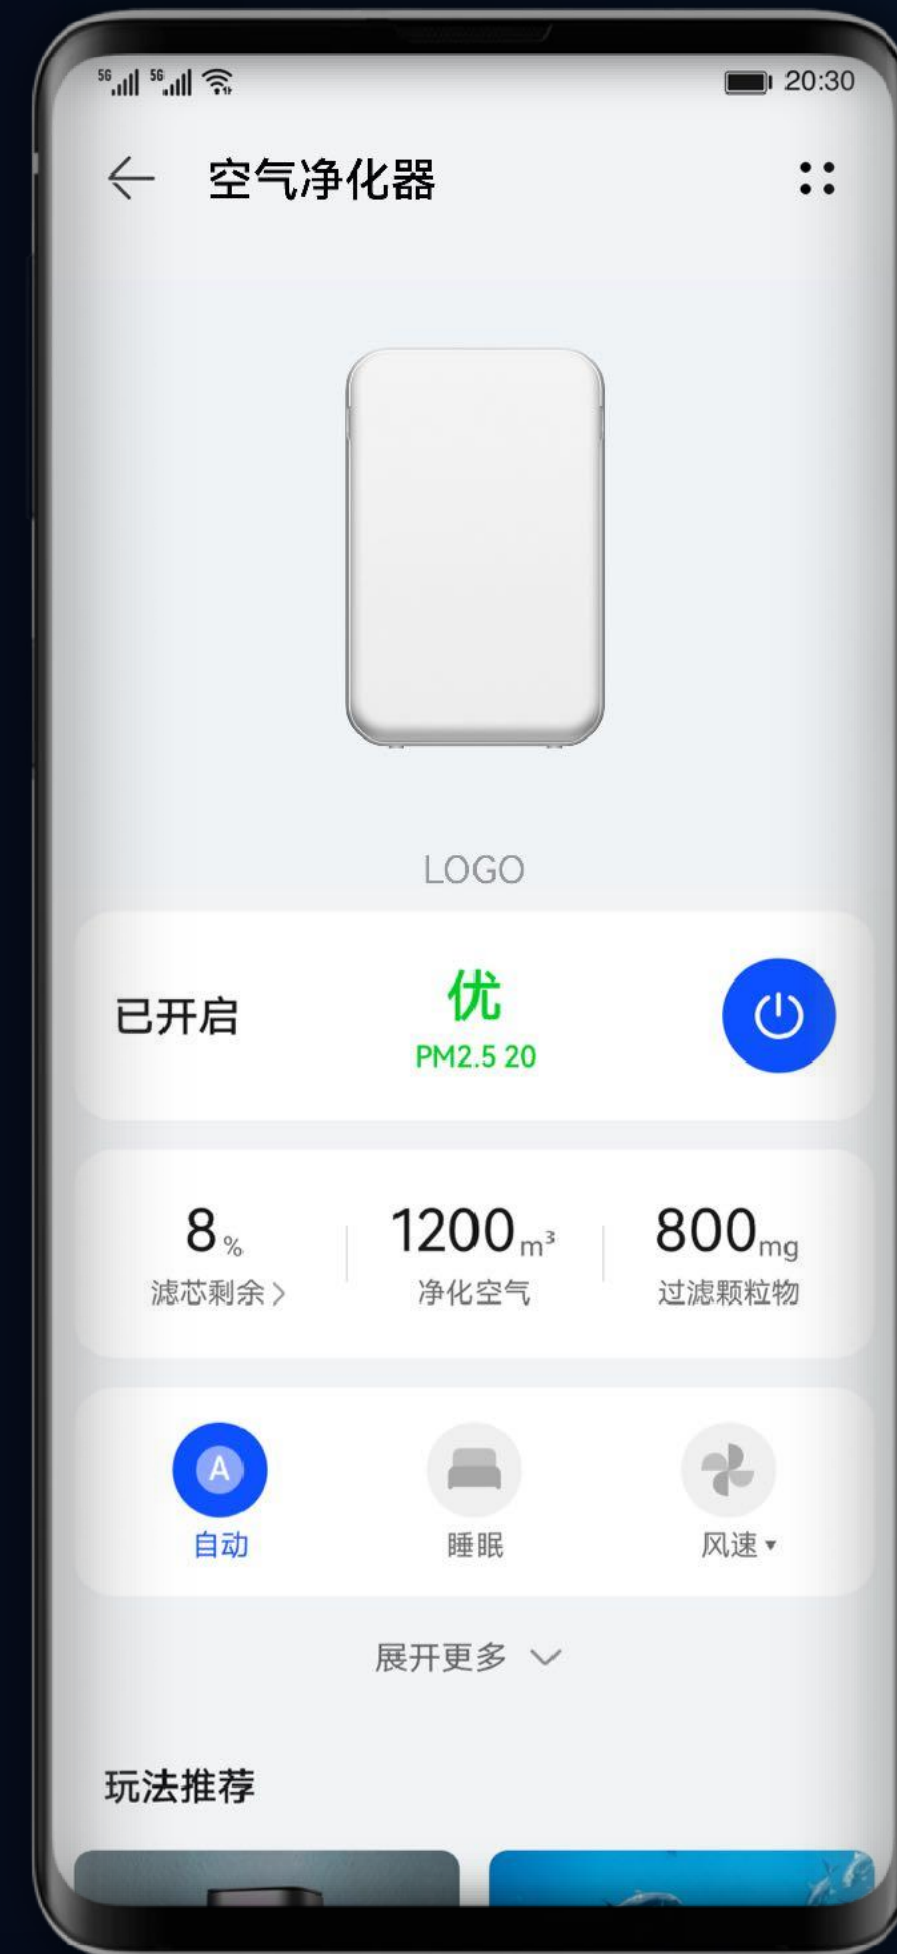 5G 5G 20:30
空气净化器
LOGO
已开启
优
PM2.5 20
8% 1200m³ 800mg
滤芯剩余 净化空气 过滤颗粒物
A
自动 睡眠 风速
展开更多
玩法推荐